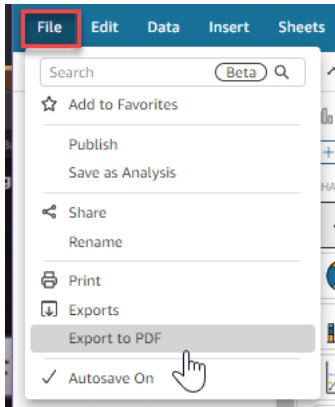 File Edit Data Insert Sheets
Search Beta
Add to Favorites
Publish
Save as Analysis
Share
Rename
Print
Exports
Export to PDF
Autosave On
HA